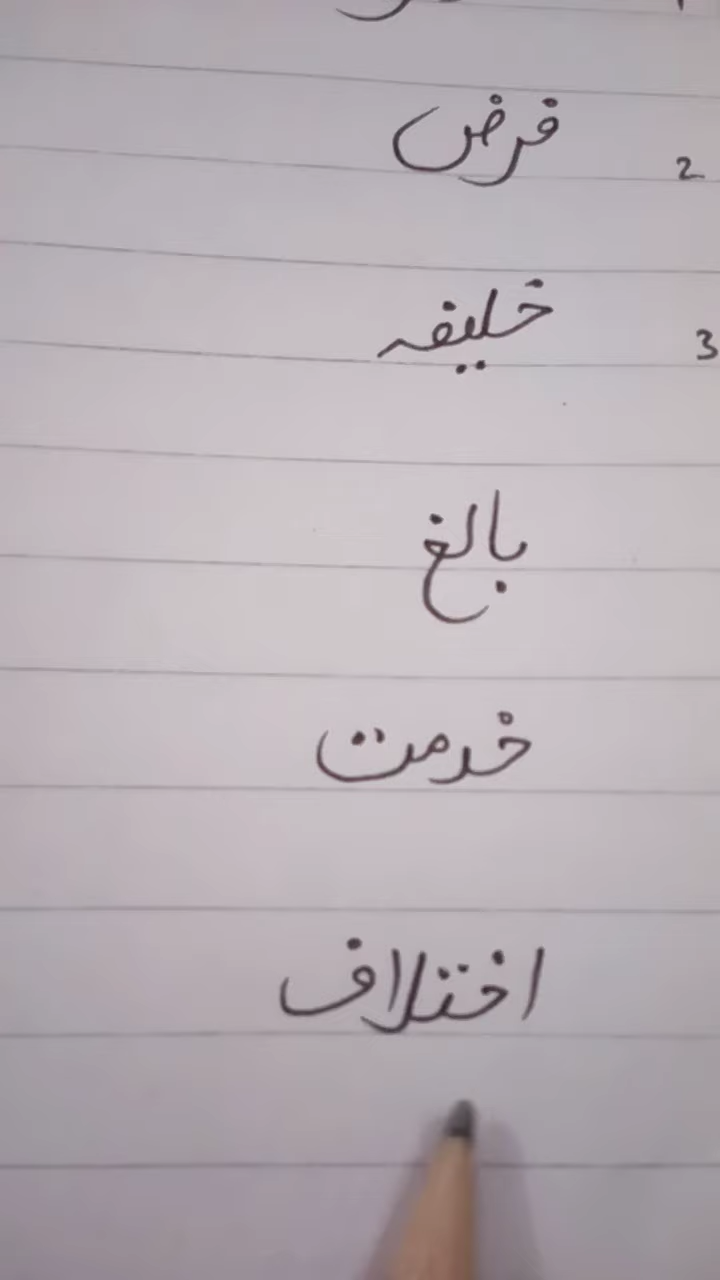 2 فرض
3 خلیفہ
بالغ
خدمت
اختلاف